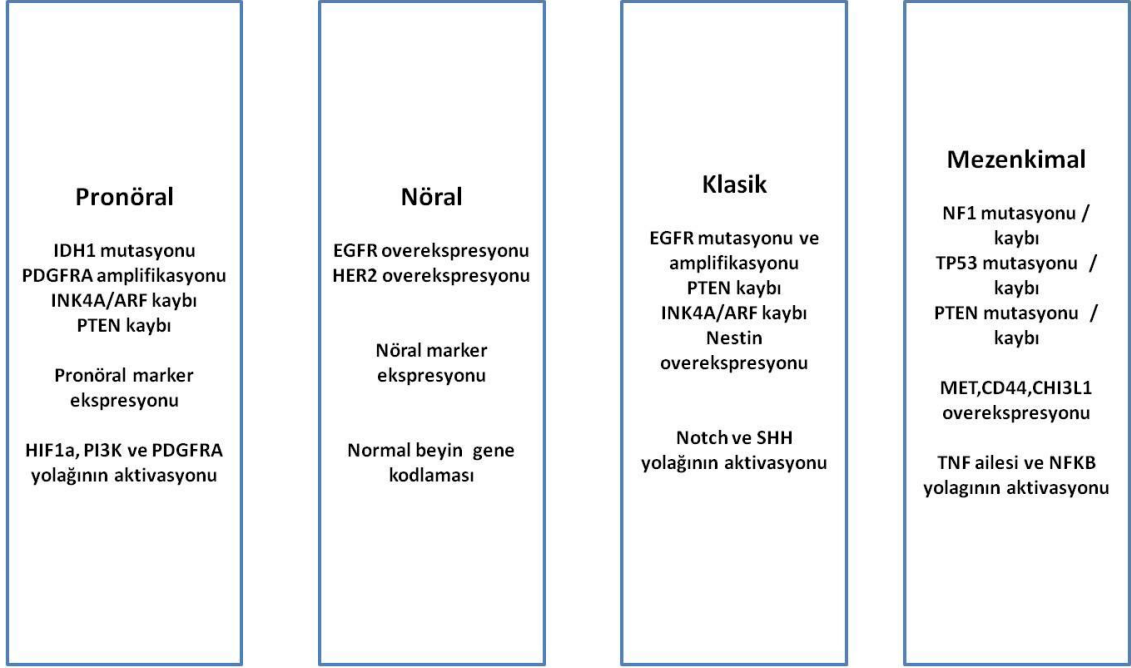 Pronöral
IDH1 mutasyonu
PDGFRA amplifikasyonu
INK4A/ARF kaybı
PTEN kaybı
Pronöral marker
ekspresyonu
HIF1a, PI3K ve PDGFRA
yolağının aktivasyonu
Nöral
EGFR overekspresyonu
HER2 overekspresyonu
Nöral marker
ekspresyonu
Normal beyin gene
kodlaması
Klasik
EGFR mutasyonu ve
amplifikasyonu
PTEN kaybı
INK4A/ARF kaybı
Nestin
overekspresyonu
Notch ve SHH
yolağının aktivasyonu
Mezenkimal
NF1 mutasyonu /
kaybı
TP53 mutasyonu /
kaybı
PTEN mutasyonu /
kaybı
MET,CD44,CHI3L1
overekspresyonu
TNF ailesi ve NFKB
yolagının aktivasyonu